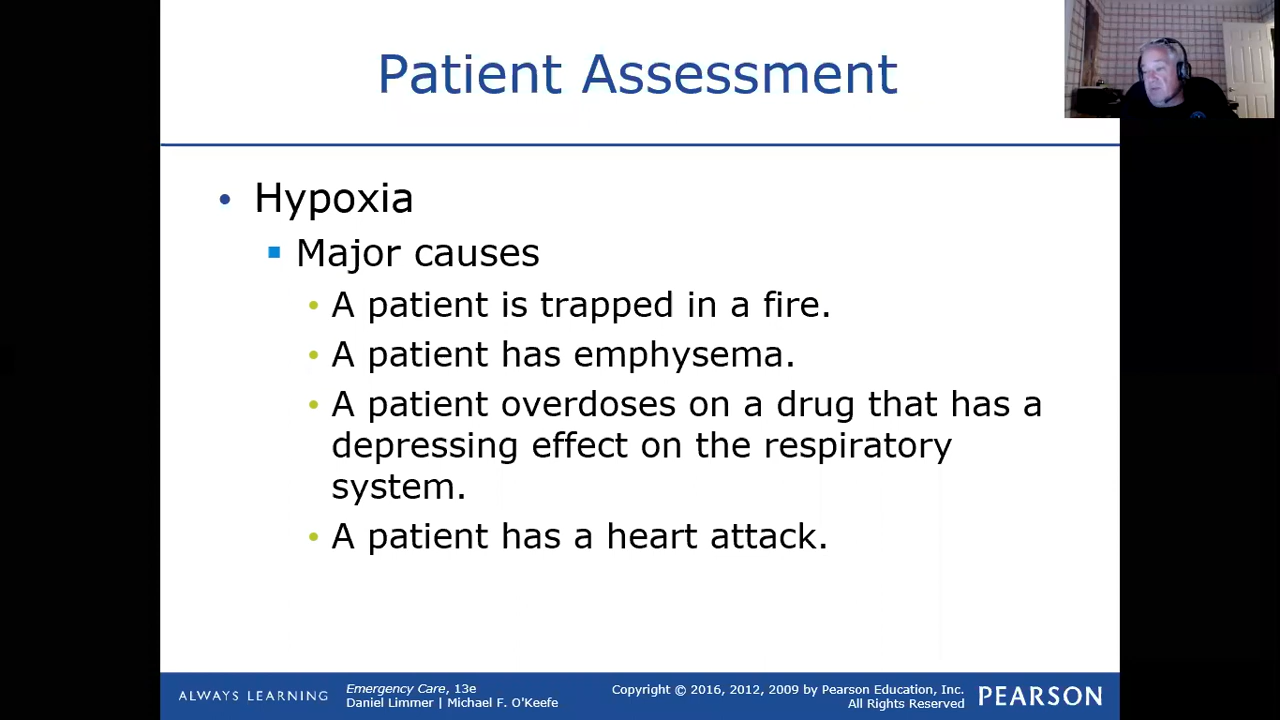 Patient Assessment
• Hypoxia
▪ Major causes
• A patient is trapped in a fire.
• A patient has emphysema.
• A patient overdoses on a drug that has a
depressing effect on the respiratory
system.
• A patient has a heart attack.
ALWAYS LEARNING
Emergency Care, 13e
Daniel Limmer | Michael F. O'Keefe
Copyright © 2016, 2012, 2009 by Pearson Education, Inc.
All Rights Reserved
PEARSON